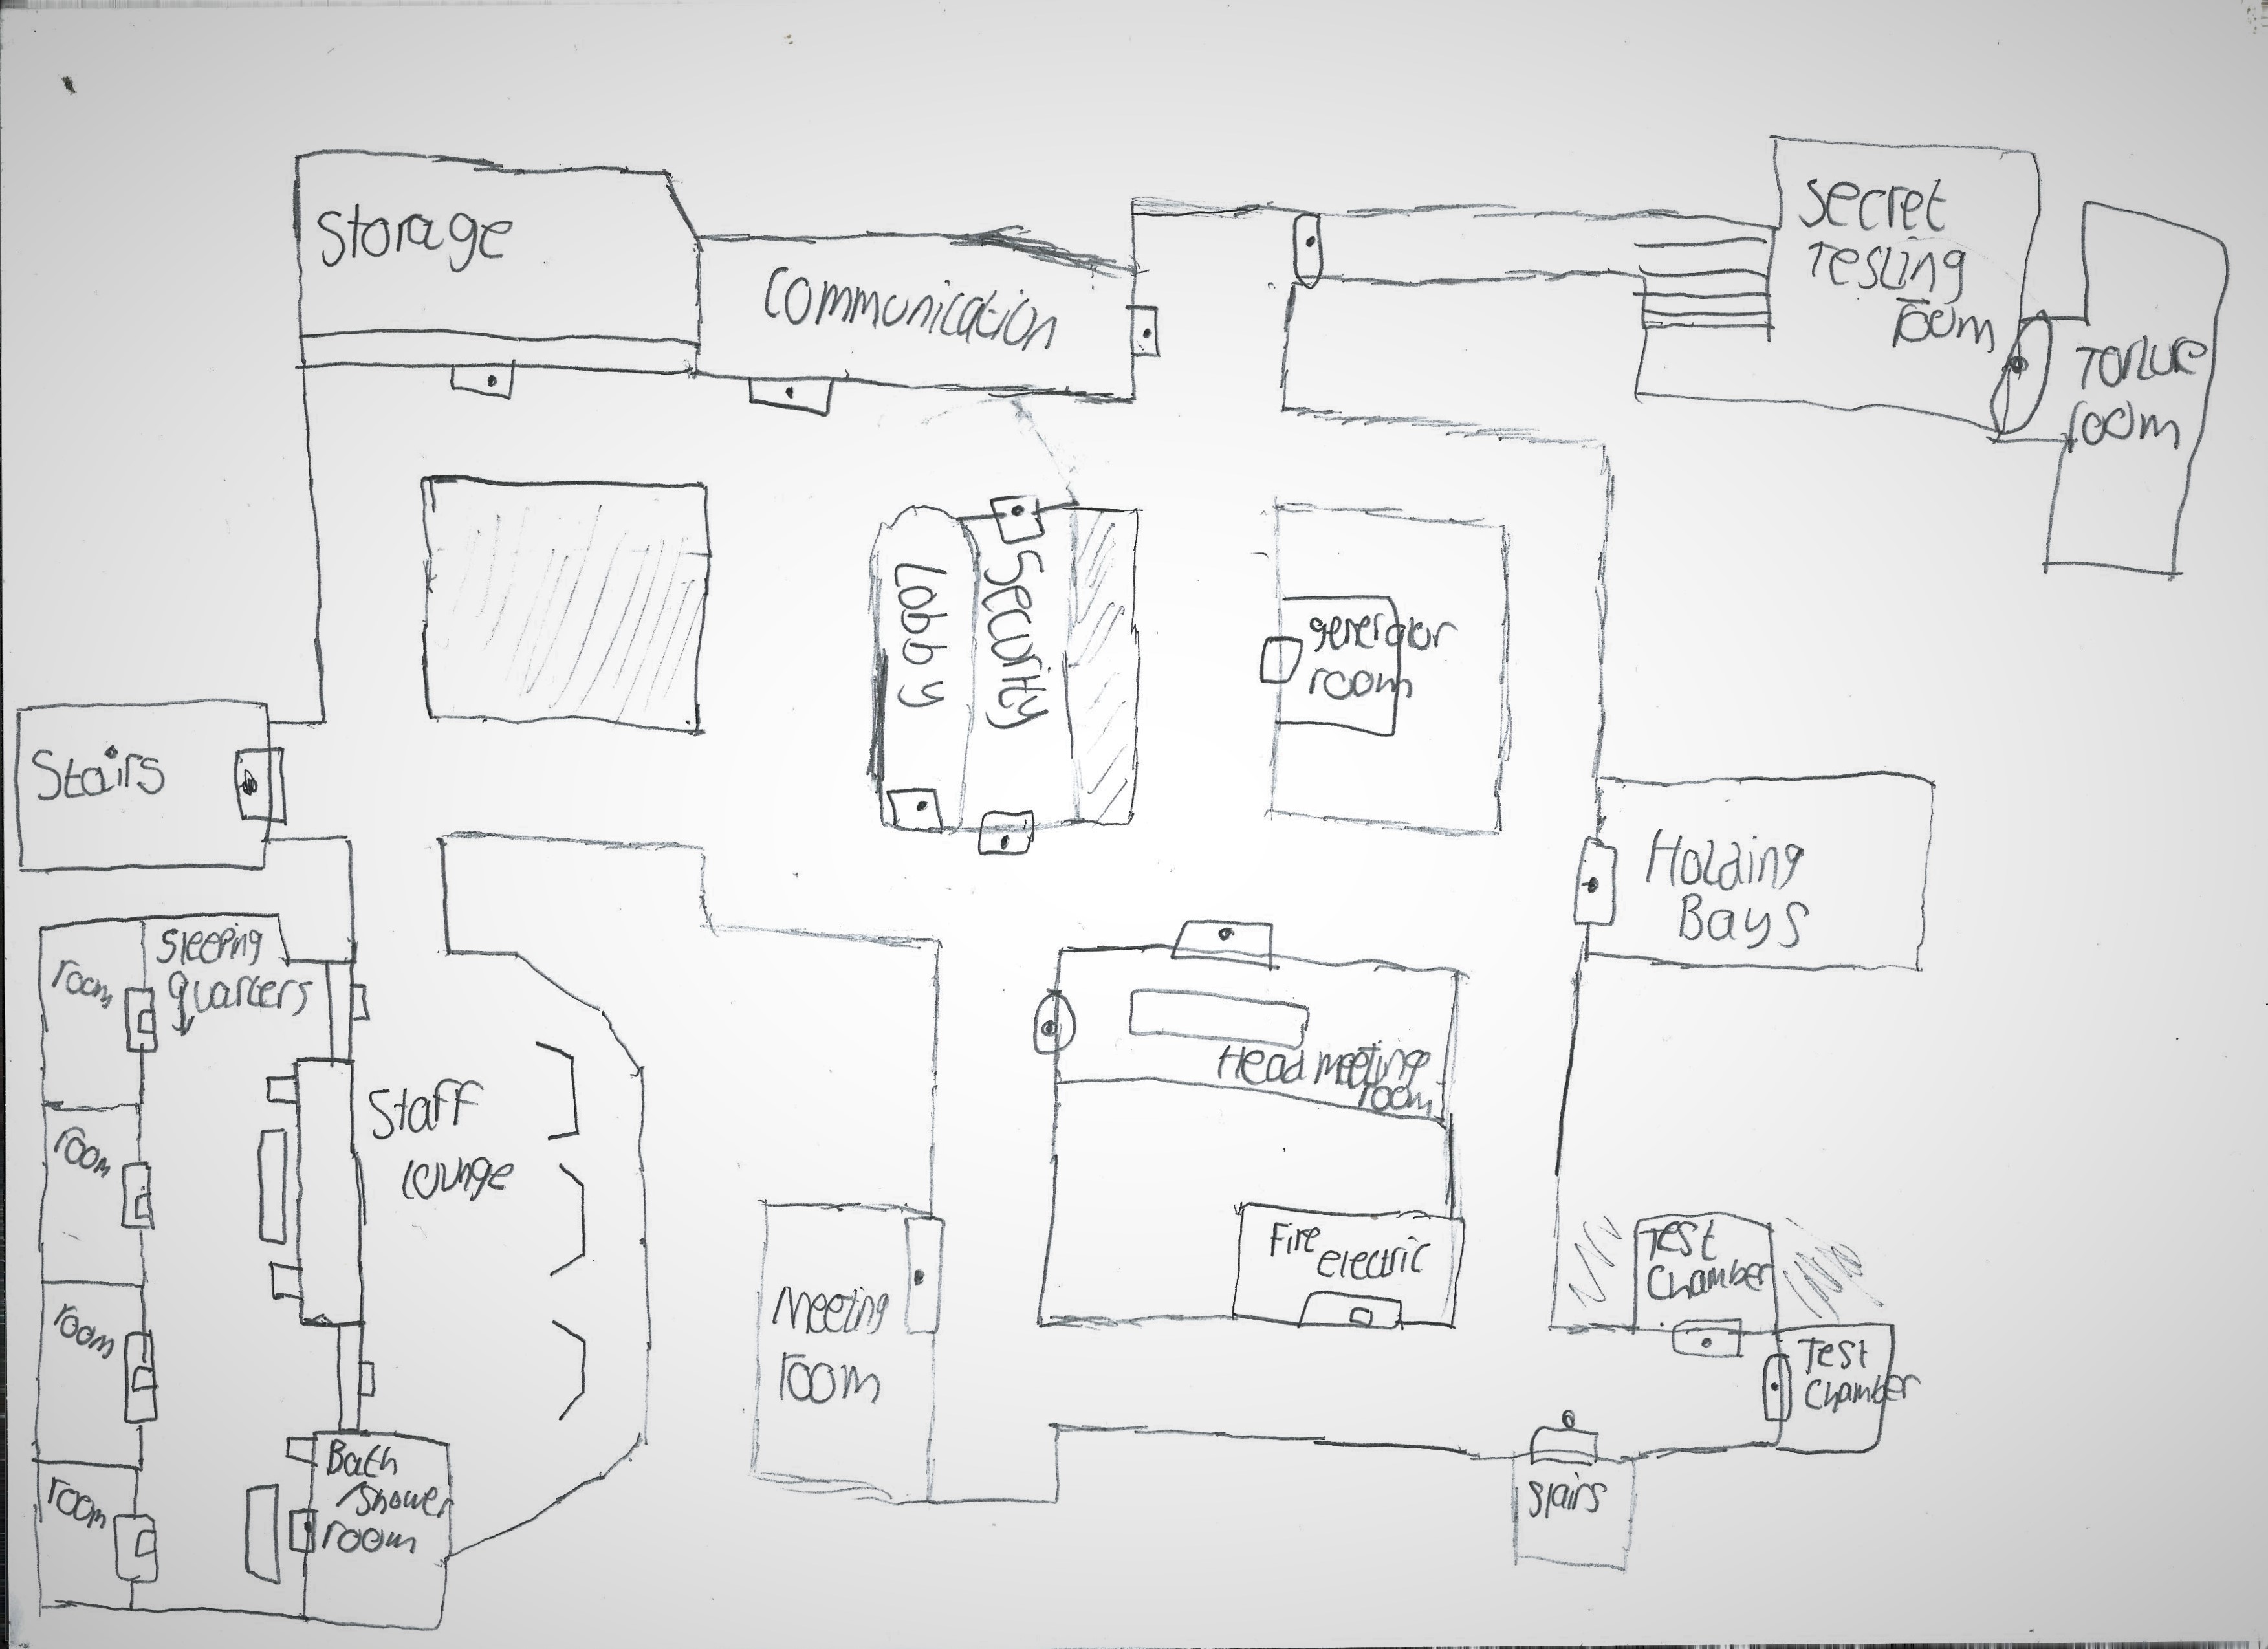 Storage
Communication
Secret
Testing
room
Torture
room
Lobby
Security
generator
room
Stairs
Holding
Bays
Sleeping
quarters
room
room
room
room
Staff
lounge
Bath
Shower
room
Head meeting
room
Fire
electric
Meeting
room
Test
Chamber
Test
Chamber
Stairs